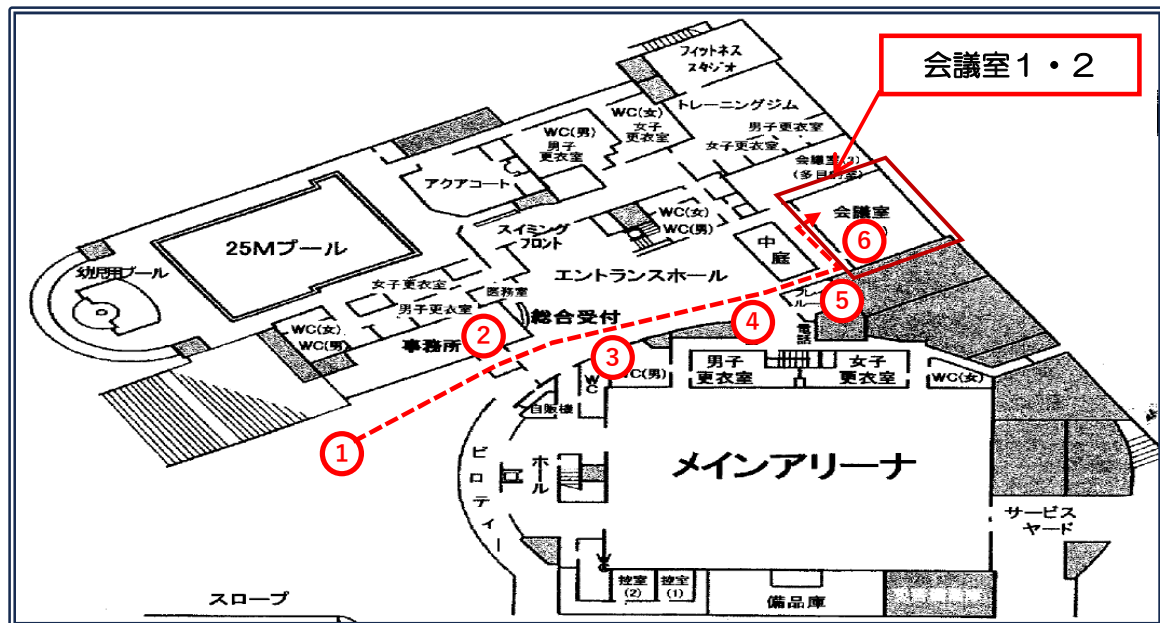 フィットネス
スタジオ
会議室１・２
トレーニングジム
WC(女)
女子
更衣室
WC(男)
男子
更衣室
男子更衣室
女子更衣室
アクアコート
会議室(3)
(多目的室)
会議室
⑥
WC(女)
WC(男)
スイミング
フロント
中庭
25Mプール
幼児用プール
エントランスホール
女子更衣室
医務室
男子更衣室
総合受付
②
事務所
WC(女)
WC(男)
⑤
④
電話
③
WC
WC(男)
男子
更衣室
女子
更衣室
WC(女)
自販機
①
ピロティー
ホール
メインアリーナ
サービス
ヤード
控室
(2)
控室
(1)
備品庫
スロープ